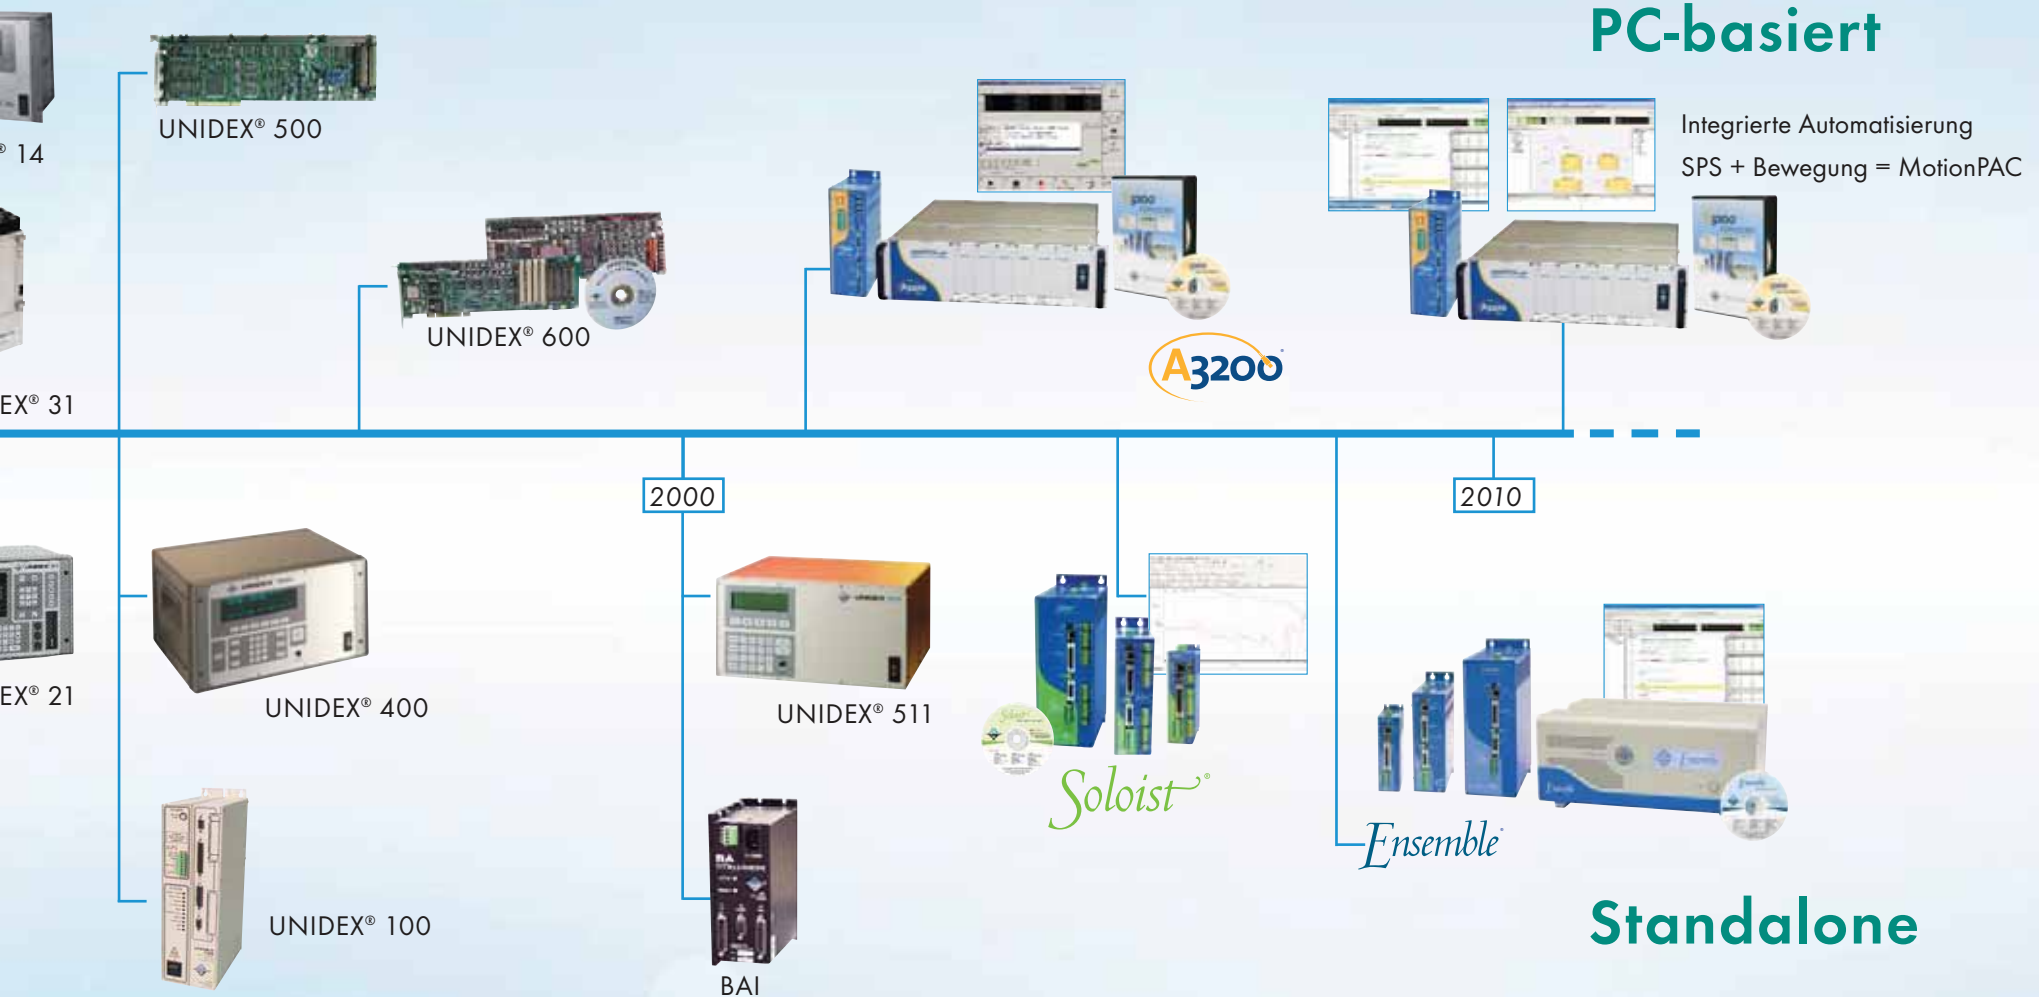 PC-basiert
Integrierte Automatisierung
SPS + Bewegung = MotionPAC
® 14
UNIDEX® 500
UNIDEX® 600
A3200
EX® 31
2000
2010
EX® 21
UNIDEX® 400
UNIDEX® 511
Soloist®
Ensemble
UNIDEX® 100
BAI
Standalone